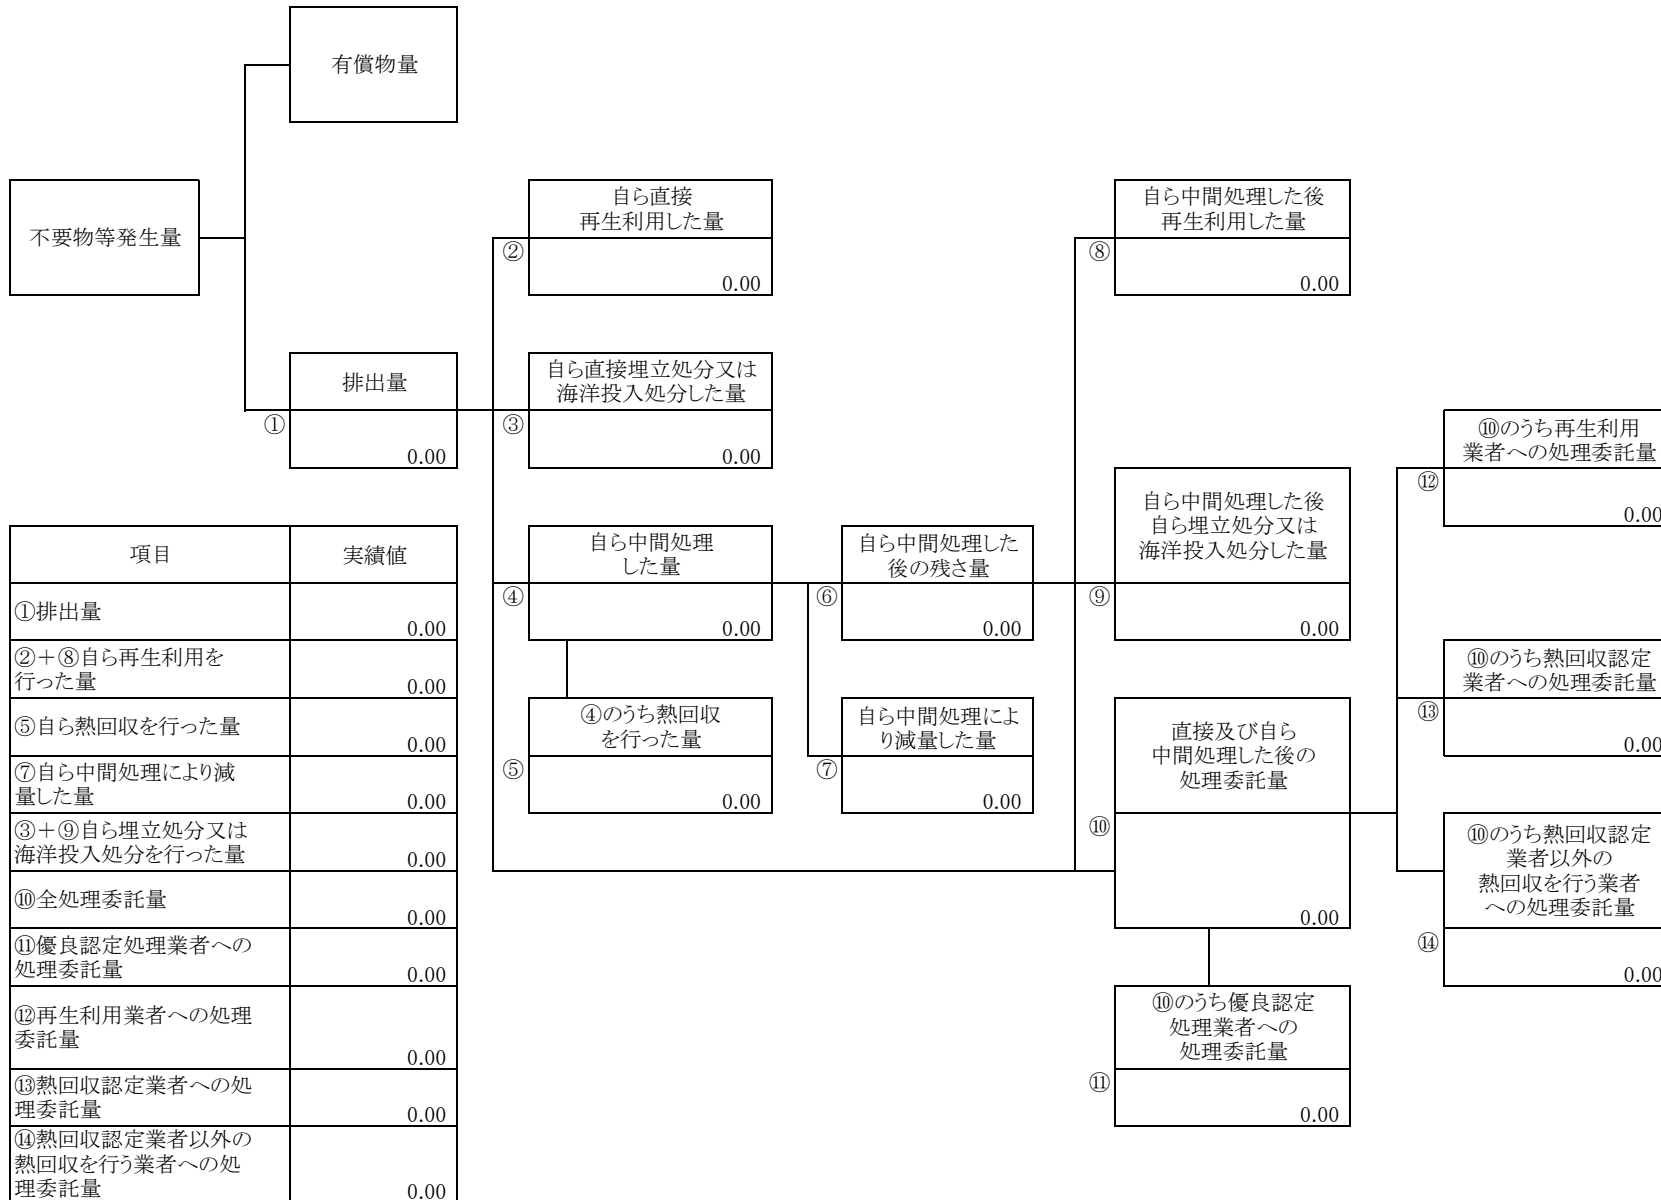 有償物量
不要物等発生量
自ら直接
再生利用した量
②
0.00
自ら中間処理した後
再生利用した量
⑧
0.00
排出量
①
0.00
自ら直接埋立処分又は
海洋投入処分した量
③
0.00
⑩のうち再生利用
業者への処理委託量
⑫
0.00
自ら中間処理
した量
④
0.00
自ら中間処理した
後の残さ量
⑥
0.00
自ら中間処理した後
自ら埋立処分又は
海洋投入処分した量
⑨
0.00
⑩のうち熱回収認定
業者への処理委託量
⑬
0.00
④のうち熱回収
を行った量
⑤
0.00
自ら中間処理によ
り減量した量
⑦
0.00
直接及び自ら
中間処理した後の
処理委託量
⑩
0.00
⑩のうち熱回収認定
業者以外の
熱回収を行う業者
への処理委託量
⑭
0.00
⑩のうち優良認定
処理業者への
処理委託量
⑪
0.00
項目 実績値
①排出量
0.00
②+⑧自ら再生利用を
行った量 0.00
⑤自ら熱回収を行った量
0.00
⑦自ら中間処理により減
量した量 0.00
③+⑨自ら埋立処分又は
海洋投入処分を行った量 0.00
⑩全処理委託量
0.00
⑪優良認定処理業者への
処理委託量 0.00
⑫再生利用業者への処理
委託量
0.00
⑬熱回収認定業者への処
理委託量 0.00
⑭熱回収認定業者以外の
熱回収を行う業者への処
理委託量 0.00